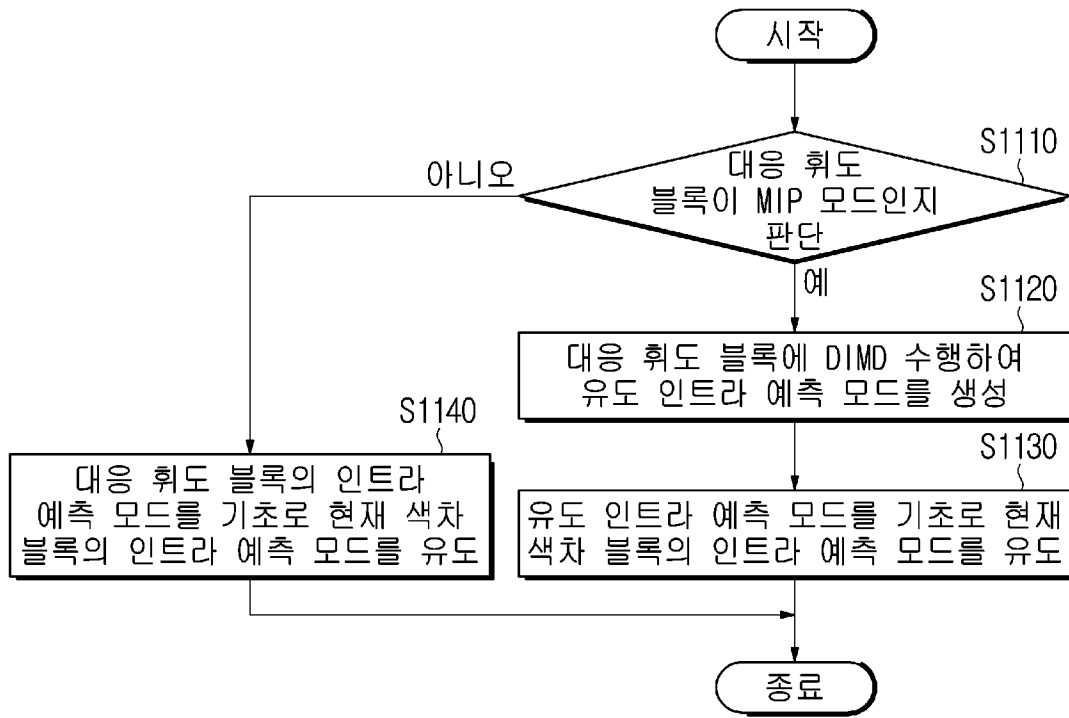 시작
S1110
대응 휘도
블록이 MIP 모드인지
판단
아니오
예
S1120
대응 휘도 블록에 DIMD 수행하여
유도 인트라 예측 모드를 생성
S1140
대응 휘도 블록의 인트라
예측 모드를 기초로 현재 색차
블록의 인트라 예측 모드를 유도
S1130
유도 인트라 예측 모드를 기초로 현재
색차 블록의 인트라 예측 모드를 유도
종료